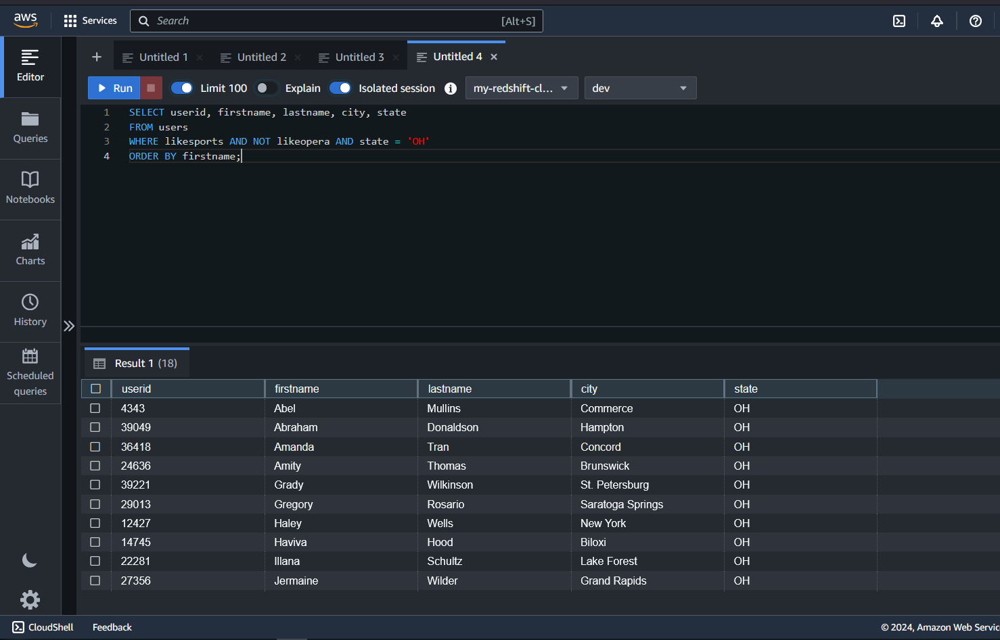 aws Services Search [Alt+S]
Untitled 1 Untitled 2 Untitled 3 Untitled 4
Run Limit 100 Explain Isolated session my-redshift-cl... dev
Editor
Queries
Notebooks
Charts
History
Scheduled
queries
1 SELECT userid, firstname, lastname, city, state
2 FROM users
3 WHERE likesports AND NOT likeopera AND state = 'OH'
4 ORDER BY firstname;
Result 1 (18)
userid firstname lastname city state
4343 Abel Mullins Commerce OH
39049 Abraham Donaldson Hampton OH
36418 Amanda Tran Concord OH
24636 Amity Thomas Brunswick OH
39221 Grady Wilkinson St. Petersburg OH
29013 Gregory Rosario Saratoga Springs OH
12427 Haley Wells New York OH
14745 Haviva Hood Biloxi OH
22281 Illana Schultz Lake Forest OH
27356 Jermaine Wilder Grand Rapids OH
CloudShell Feedback © 2024, Amazon Web Servic